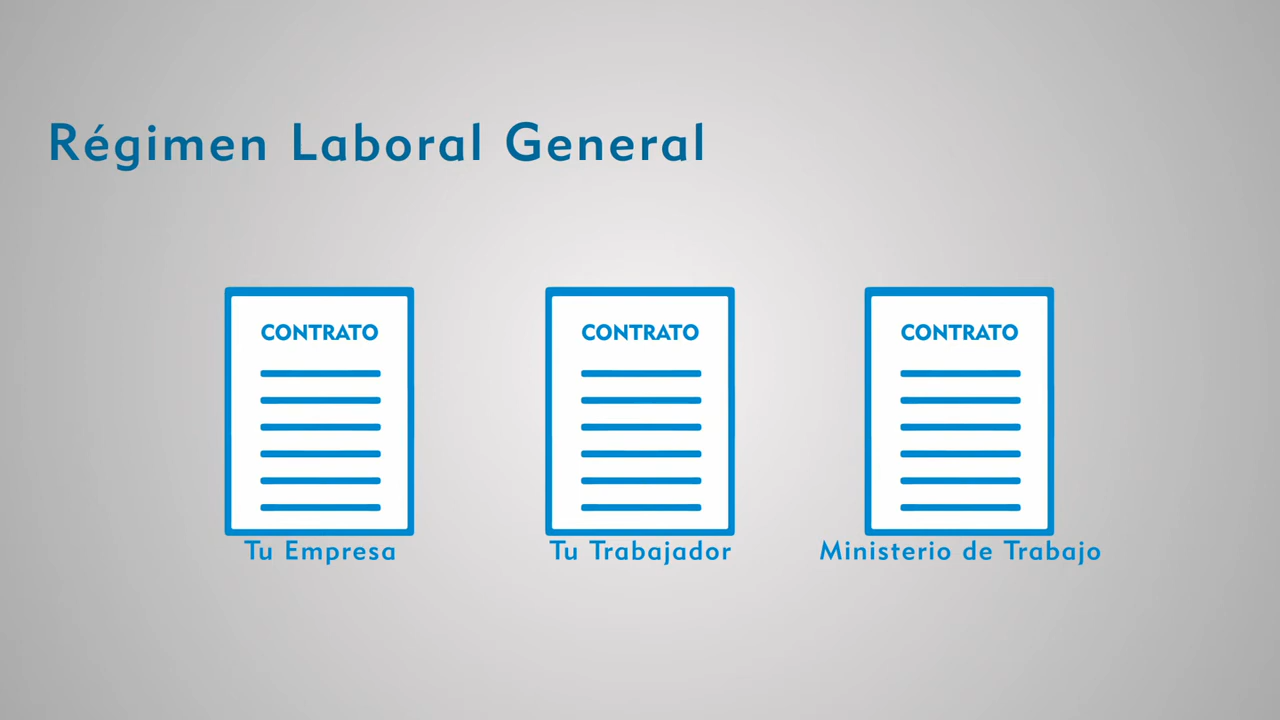 Régimen Laboral General
CONTRATO
CONTRATO
CONTRATO
Tu Empresa
Tu Trabajador
Ministerio de Trabajo